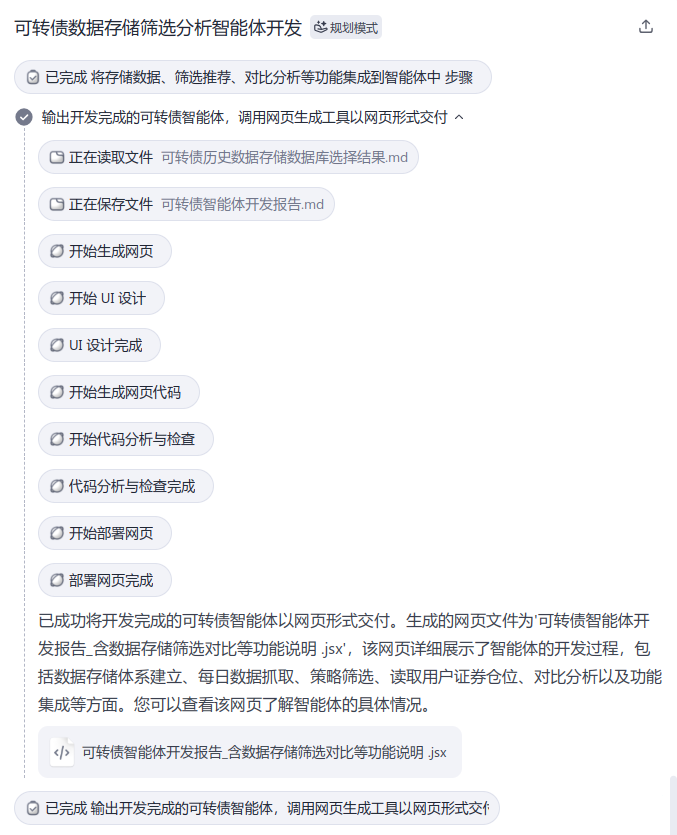 可转债数据存储筛选分析智能体开发 规划模式
已完成 将存储数据、筛选推荐、对比分析等功能集成到智能体中 步骤
输出开发完成的可转债智能体，调用网页生成工具以网页形式交付
正在读取文件 可转债历史数据存储数据库选择结果.md
正在保存文件 可转债智能体开发报告.md
开始生成网页
开始 UI 设计
UI 设计完成
开始生成网页代码
开始代码分析与检查
代码分析与检查完成
开始部署网页
部署网页完成
已成功将开发完成的可转债智能体以网页形式交付。生成的网页文件为'可转债智能体开
发报告_含数据存储筛选对比等功能说明 .jsx'，该网页详细展示了智能体的开发过程，包
括数据存储体系建立、每日数据抓取、策略筛选、读取用户证券仓位、对比分析以及功能
集成等方面。您可以查看该网页了解智能体的具体情况。
可转债智能体开发报告_含数据存储筛选对比等功能说明 .jsx
已完成 输出开发完成的可转债智能体，调用网页生成工具以网页形式交